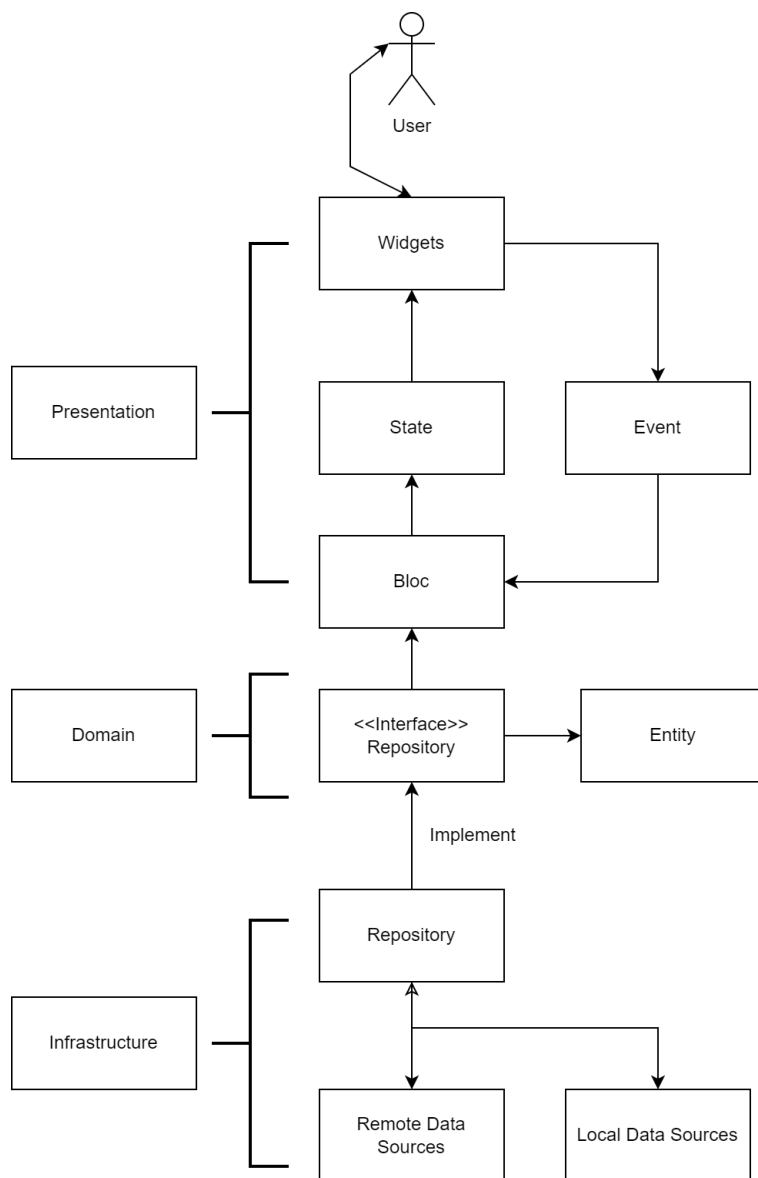 User
Widgets
Presentation
State
Event
Bloc
Domain
<<Interface>>
Repository
Entity
Implement
Repository
Infrastructure
Remote Data
Sources
Local Data Sources